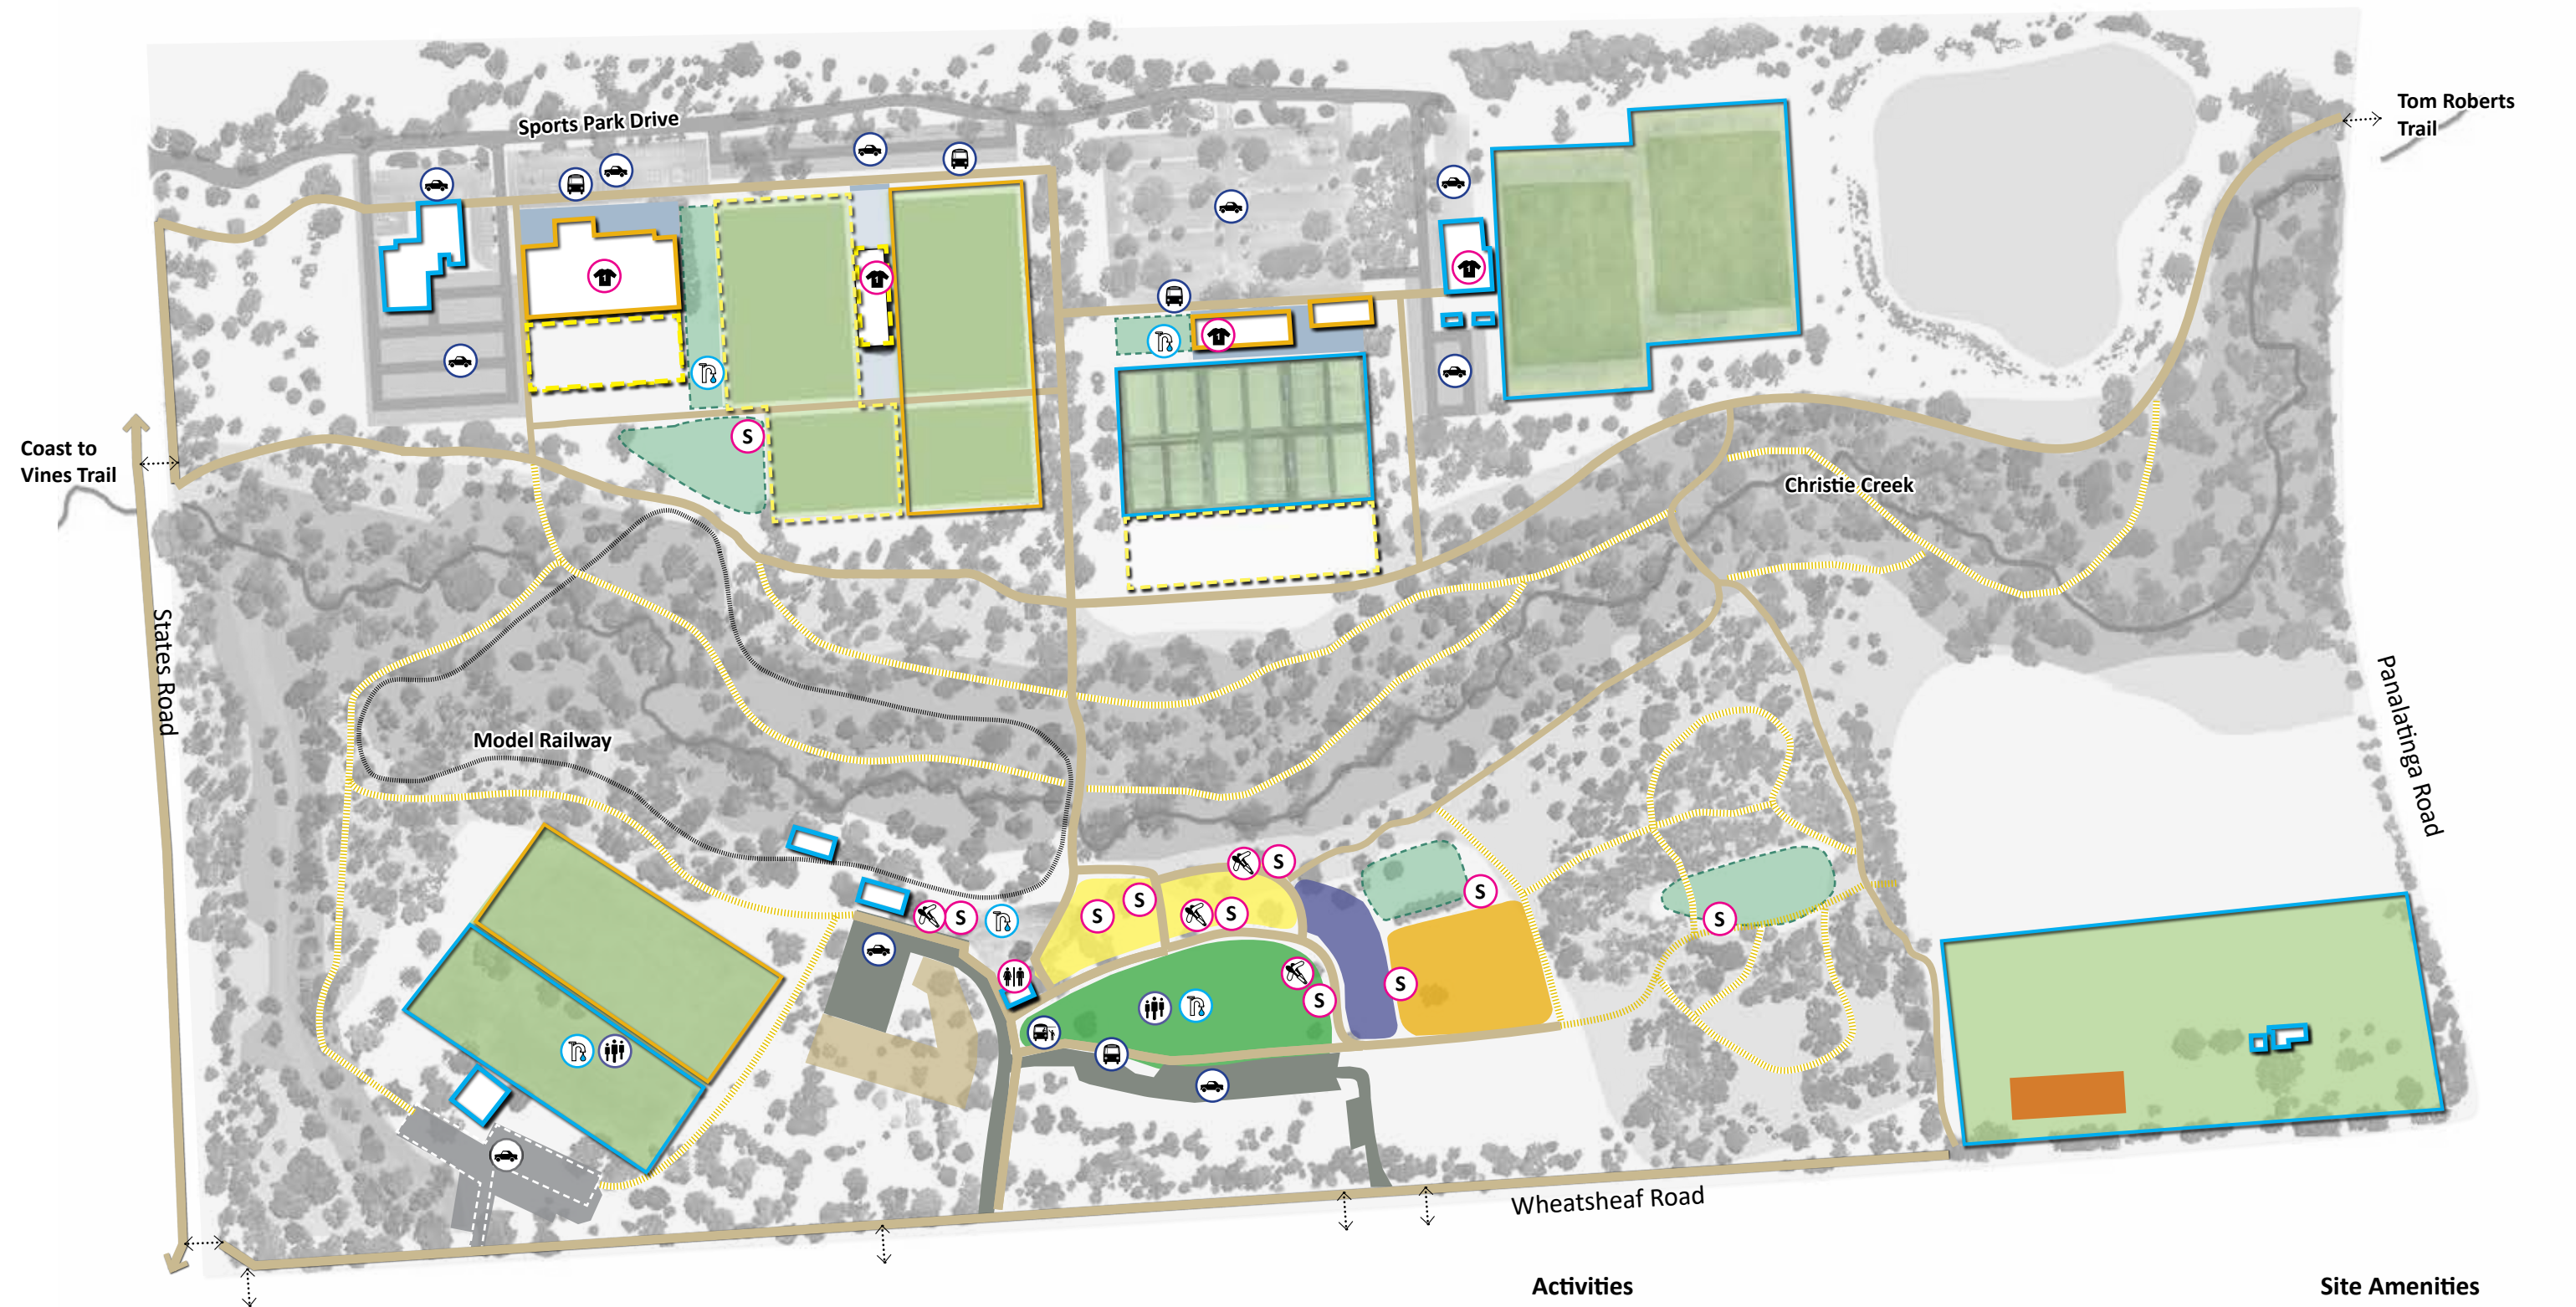 Sports Park Drive
Tom Roberts
Trail
Coast to
Vines Trail
S
Christie Creek
States Road
Model Railway
Panalatinga Road
S
S
S
S
S
S
S
S
S
S
Wheatsheaf Road
Activities
Site Amenities